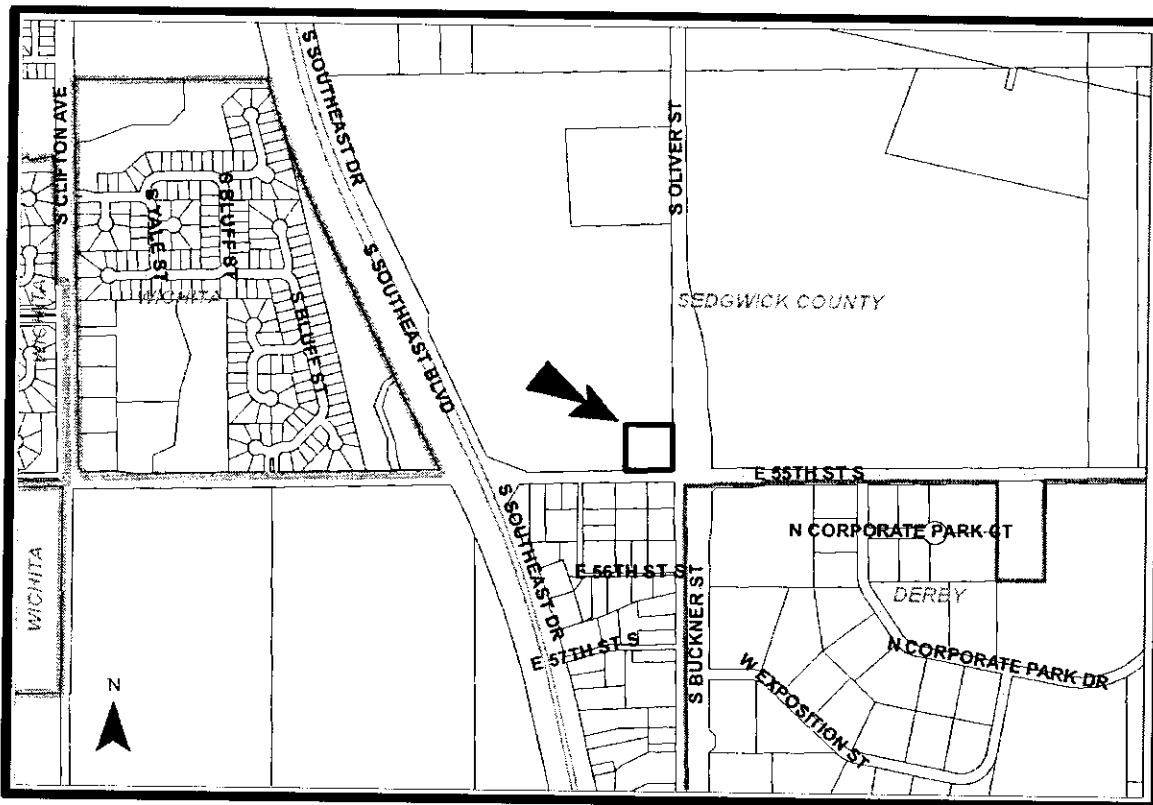 S SOUTHEAST DR
S CLIFTON AVE
S OLIVER ST
S YALE ST
S BLUFF ST
WICHITA
WICHITA
S BLUFF ST
S SOUTHEAST BLVD
SEDGWICK COUNTY
E 55TH ST S
S SOUTHEAST DR
N CORPORATE PARK CT
WICHITA
E 56TH ST S
S BUCKNER ST
DERBY
E 57TH ST S
N CORPORATE PARK DR
W EXPOSITION ST
N